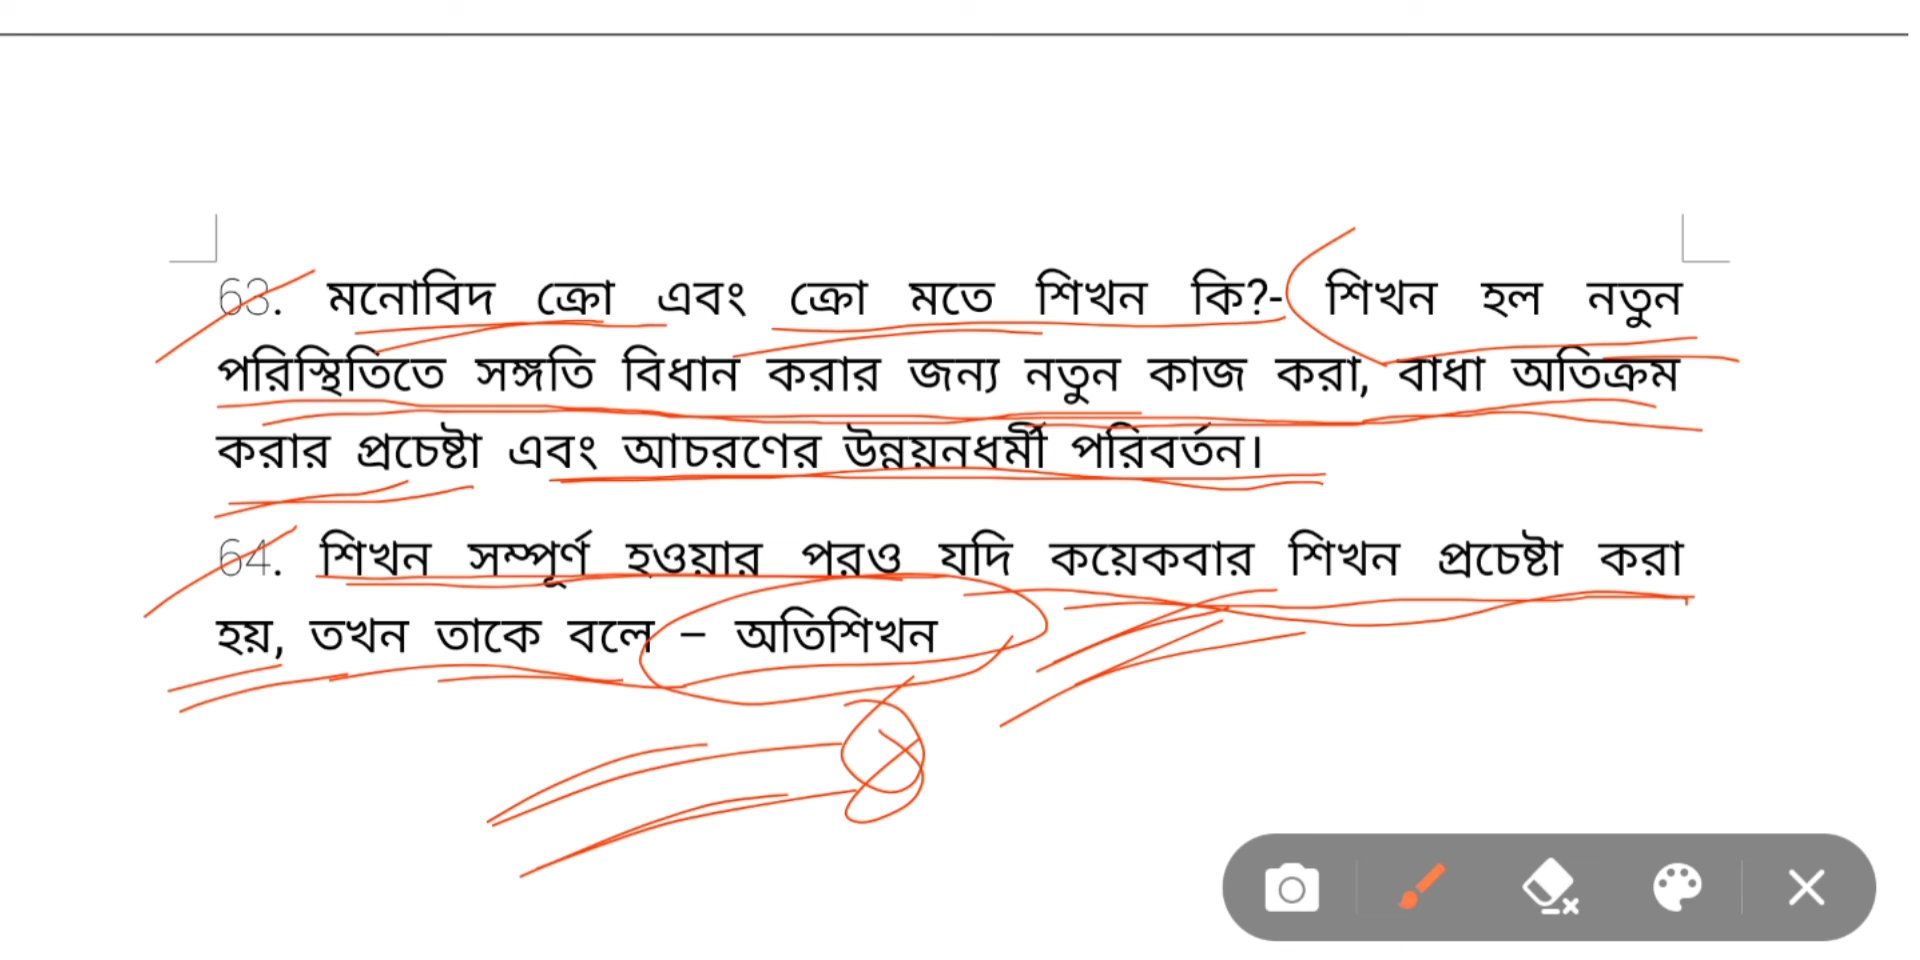 63. মনোবিদ ক্রো এবং ক্রো মতে শিখন কি?- শিখন হল নতুন
পরিস্থিতিতে সঙ্গতি বিধান করার জন্য নতুন কাজ করা, বাধা অতিক্রম
করার প্রচেষ্টা এবং আচরণের উন্নয়নধর্মী পরিবর্তন।
64. শিখন সম্পূর্ণ হওয়ার পরও যদি কয়েকবার শিখন প্রচেষ্টা করা
হয়, তখন তাকে বলে – অতিশিখন